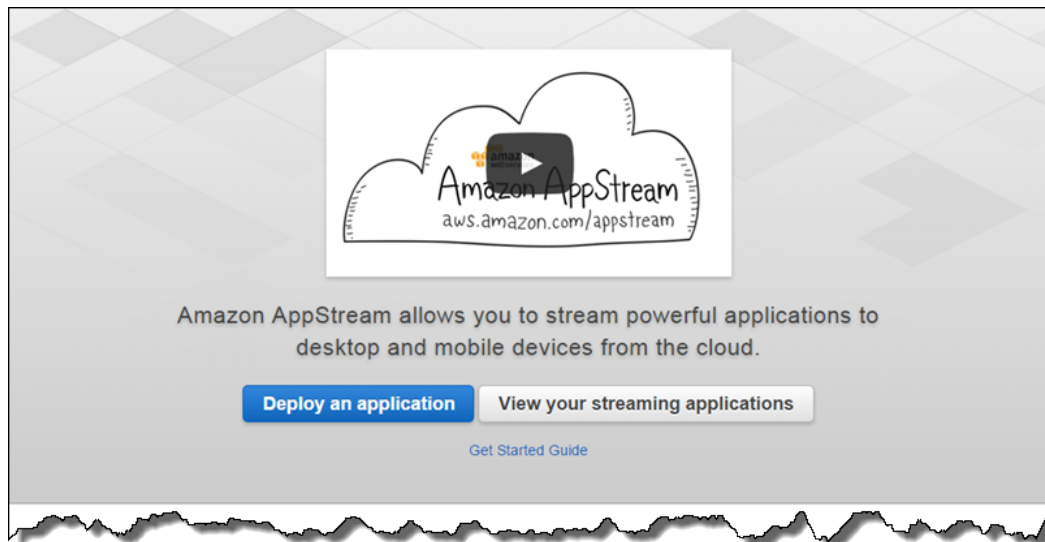 amazon
Amazon AppStream
aws.amazon.com/appstream
Amazon AppStream allows you to stream powerful applications to
desktop and mobile devices from the cloud.
Deploy an application
View your streaming applications
Get Started Guide